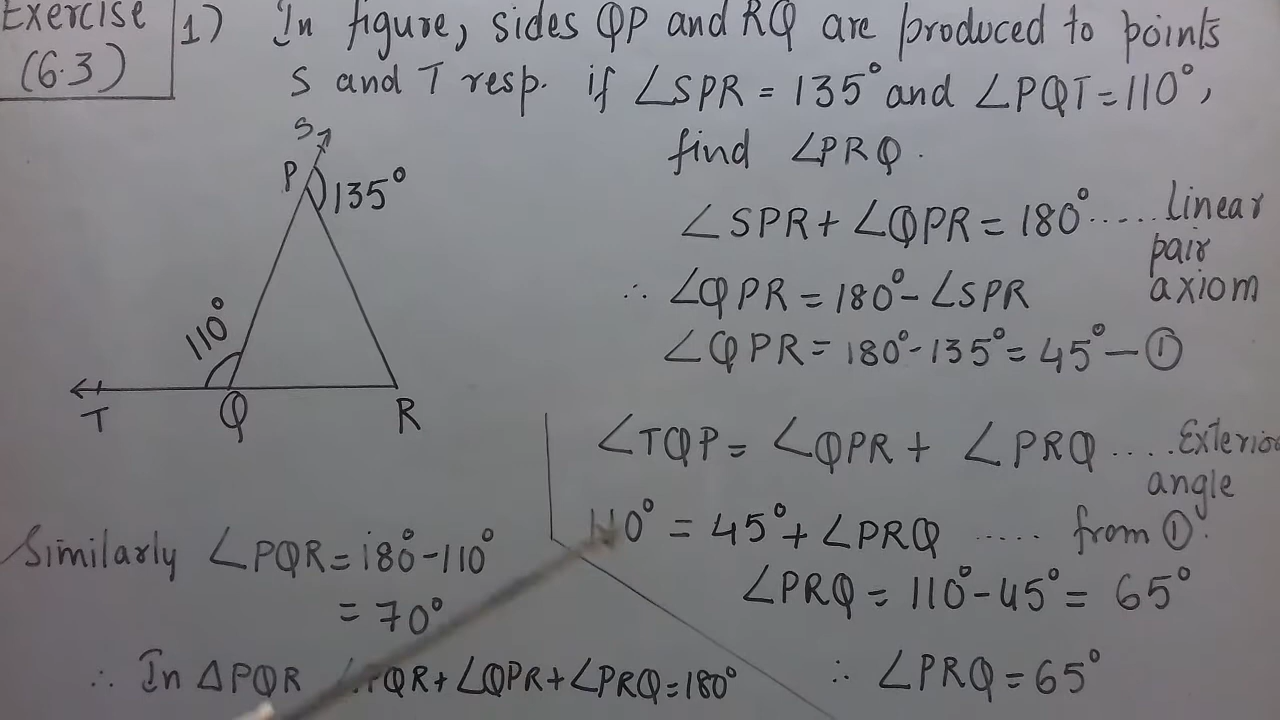 Exercise (6.3)
1) In figure, sides QP and RQ are produced to points
S and T resp. if ∠SPR = 135° and ∠PQT = 110°,
find ∠PRQ.
S
P
135°
110°
T
Q
R
∠SPR + ∠QPR = 180° ..... linear pair axiom
∴ ∠QPR = 180° - ∠SPR
∠QPR = 180° - 135° = 45° — ①
∠TQP = ∠QPR + ∠PRQ .... Exterior angle
110° = 45° + ∠PRQ ..... from ①.
∠PRQ = 110° - 45° = 65°
∴ ∠PRQ = 65°
Similarly ∠PQR = 180° - 110°
= 70°
∴ In △PQR ∠PQR + ∠QPR + ∠PRQ = 180°